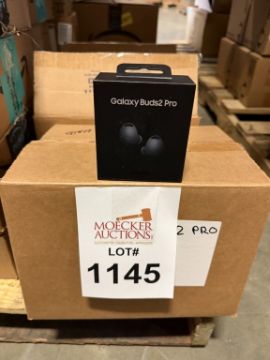 Galaxy Buds2 Pro
MOECKER
AUCTIONS
LOT#
1145
2 PRO